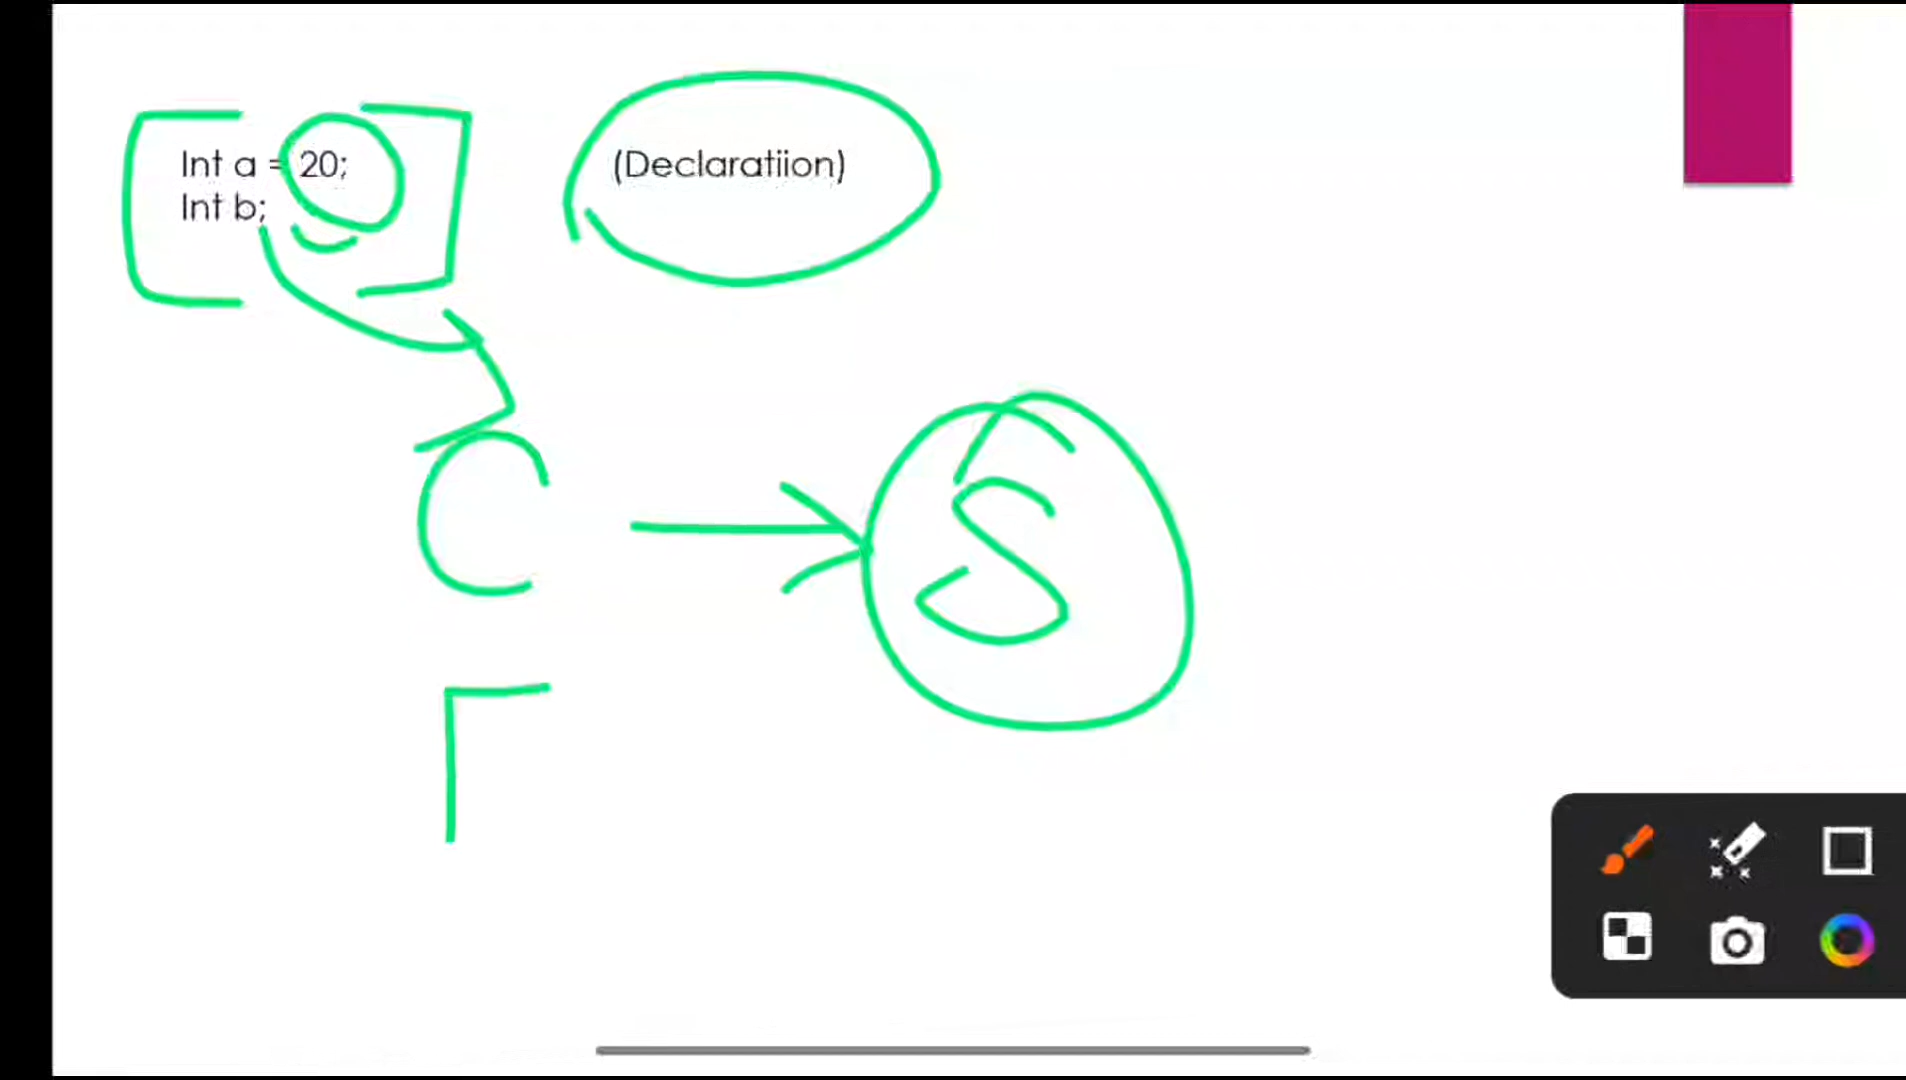 Int a = 20; (Declaratiion)
Int b;
C S